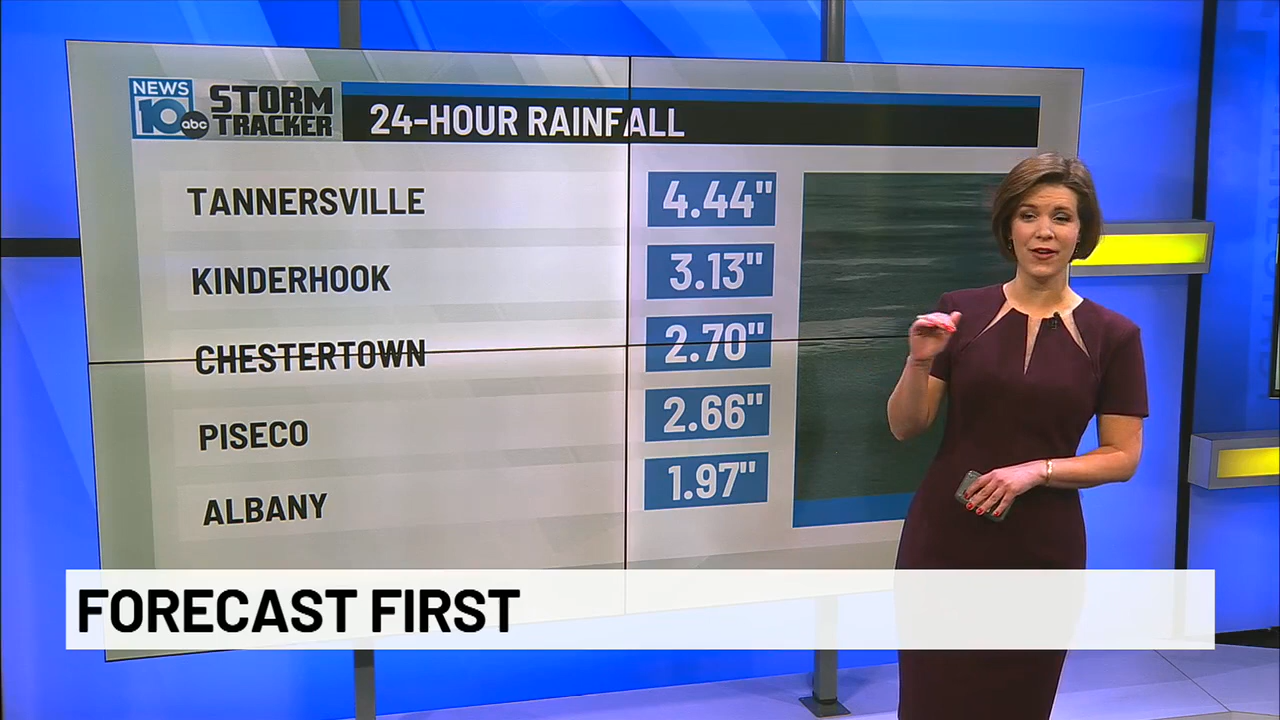 NEWS
10
abc
STORM
TRACKER
24-HOUR RAINFALL
TANNERSVILLE 4.44"
KINDERHOOK 3.13"
CHESTERTOWN 2.70"
PISECO 2.66"
ALBANY 1.97"
FORECAST FIRST